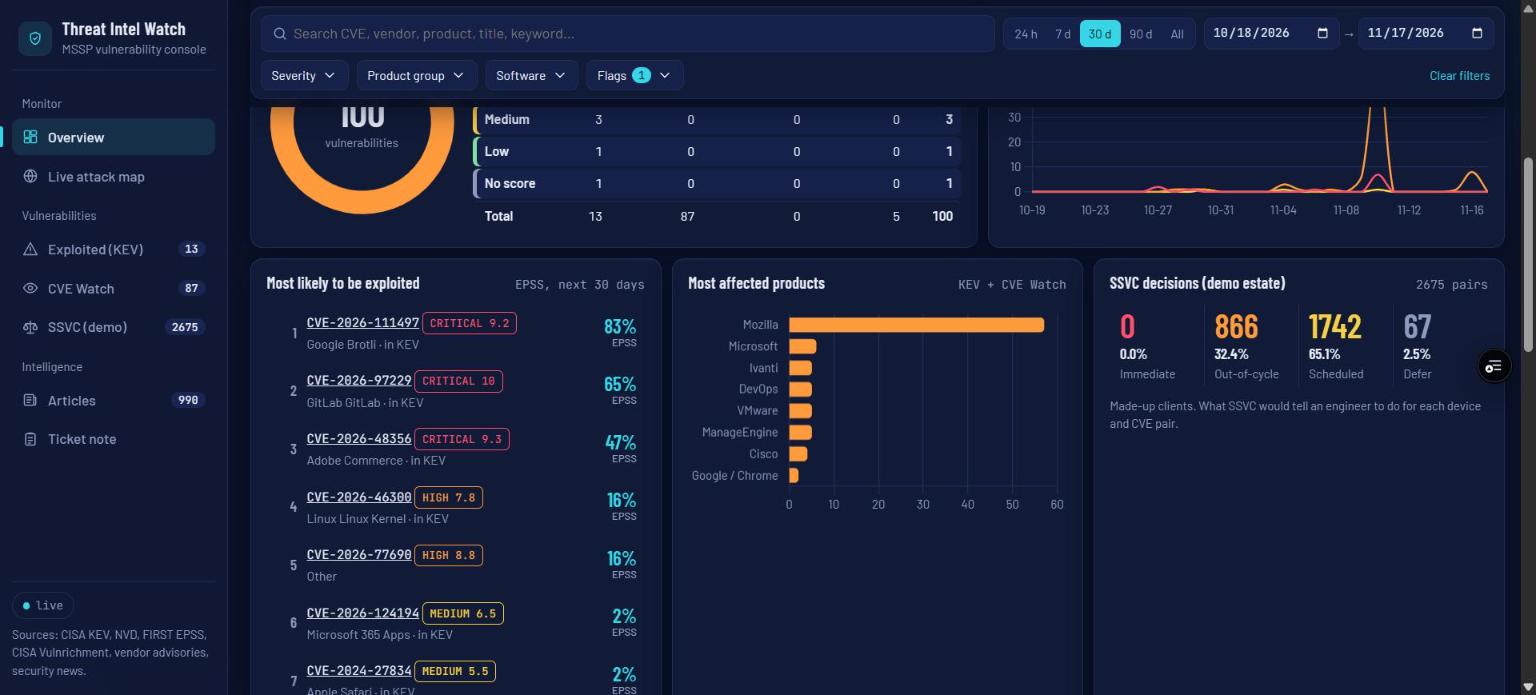 Threat Intel Watch
MSSP vulnerability console
Monitor
Overview
Live attack map
Vulnerabilities
Exploited (KEV) 13
CVE Watch 87
SSVC (demo) 2675
Intelligence
Articles 990
Ticket note
live
Sources: CISA KEV, NVD, FIRST EPSS,
CISA Vulnrichment, vendor advisories,
security news.
Search CVE, vendor, product, title, keyword...
24 h 7 d 30 d 90 d All 10/18/2026 → 11/17/2026
Severity Product group Software Flags 1 Clear filters
100
vulnerabilities
Medium 3 0 0 0 3
Low 1 0 0 0 1
No score 1 0 0 0 1
Total 13 87 0 5 100
30
20
10
0
10-19 10-23 10-27 10-31 11-04 11-08 11-12 11-16
Most likely to be exploited EPSS, next 30 days
1 CVE-2026-111497 CRITICAL 9.2 83%
Google Brotli · in KEV EPSS
2 CVE-2026-97229 CRITICAL 10 65%
GitLab GitLab · in KEV EPSS
3 CVE-2026-48356 CRITICAL 9.3 47%
Adobe Commerce · in KEV EPSS
4 CVE-2026-46300 HIGH 7.8 16%
Linux Linux Kernel · in KEV EPSS
5 CVE-2026-77690 HIGH 8.8 16%
Other EPSS
6 CVE-2026-124194 MEDIUM 6.5 2%
Microsoft 365 Apps · in KEV EPSS
7 CVE-2024-27834 MEDIUM 5.5 2%
Apple Safari · in KEV EPSS
Most affected products KEV + CVE Watch
Mozilla
Microsoft
Ivanti
DevOps
VMware
ManageEngine
Cisco
Google / Chrome
0 10 20 30 40 50 60
SSVC decisions (demo estate) 2675 pairs
0 866 1742 67
0.0% 32.4% 65.1% 2.5%
Immediate Out-of-cycle Scheduled Defer
Made-up clients. What SSVC would tell an engineer to do for each device
and CVE pair.